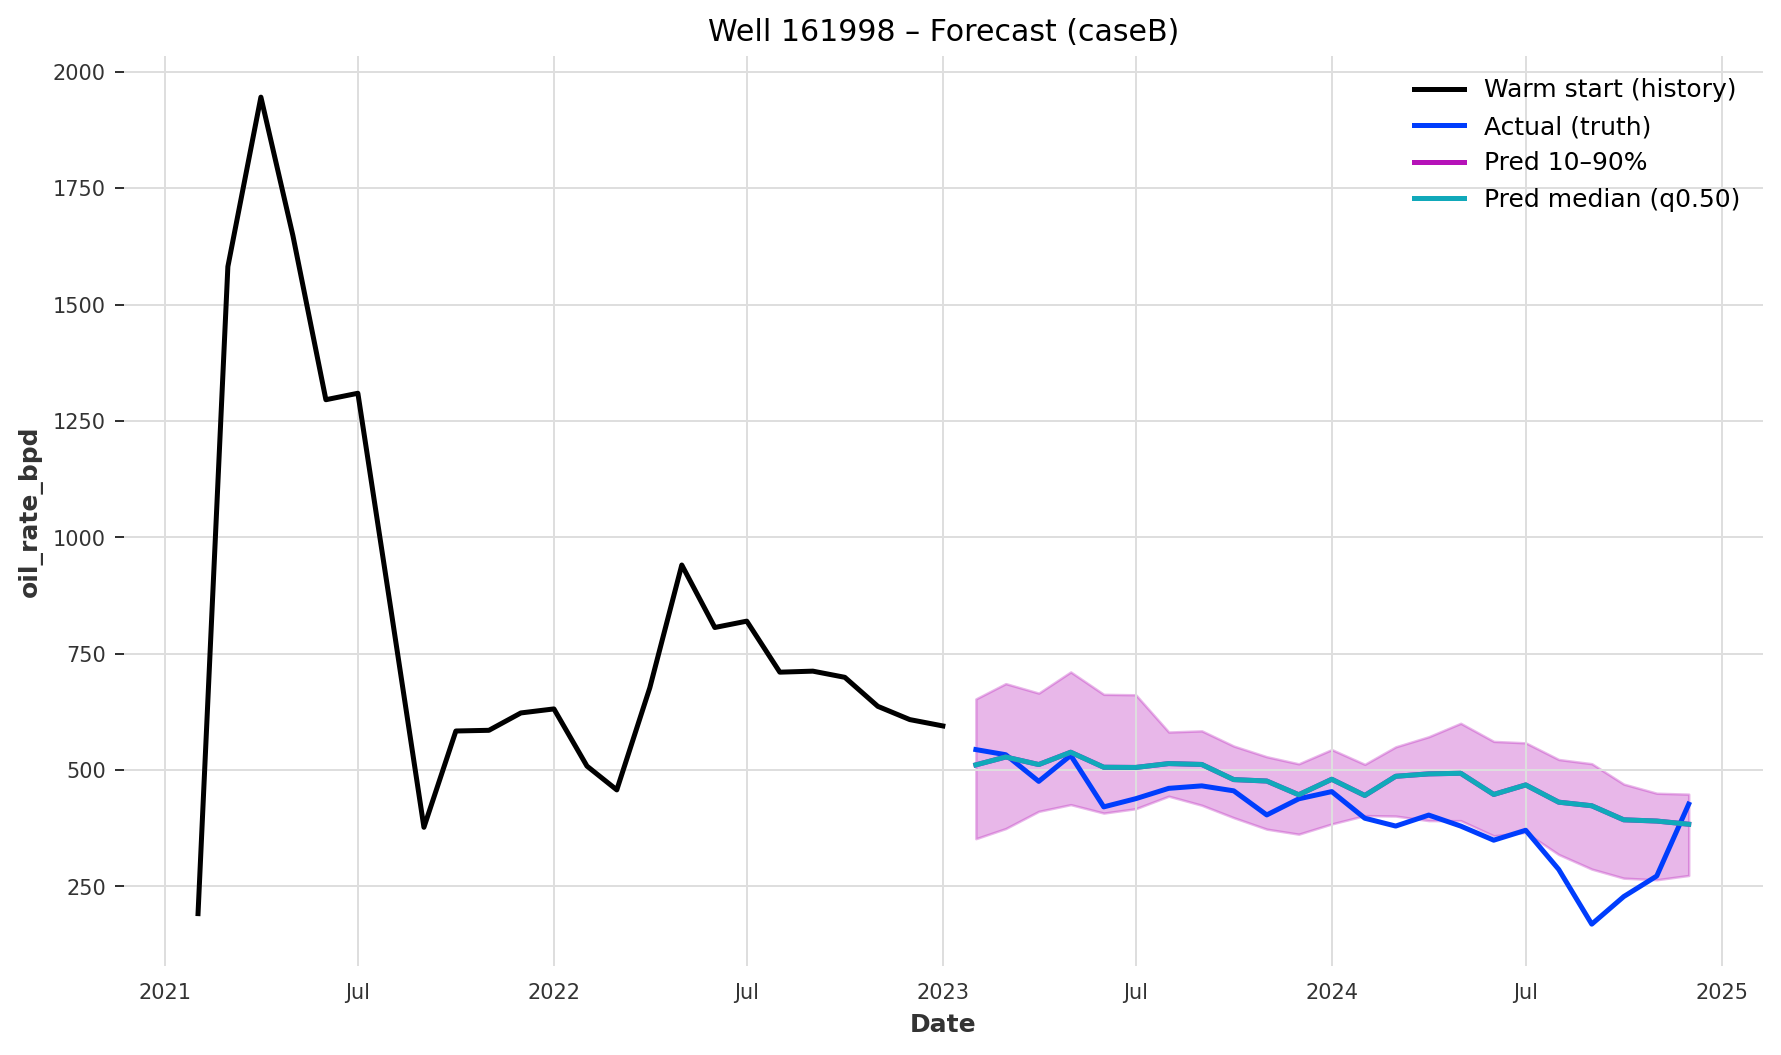 Well 161998 – Forecast (caseB)
Warm start (history)
Actual (truth)
Pred 10–90%
Pred median (q0.50)
oil_rate_bpd
2000
1750
1500
1250
1000
750
500
250
2021 Jul 2022 Jul 2023 Jul 2024 Jul 2025
Date